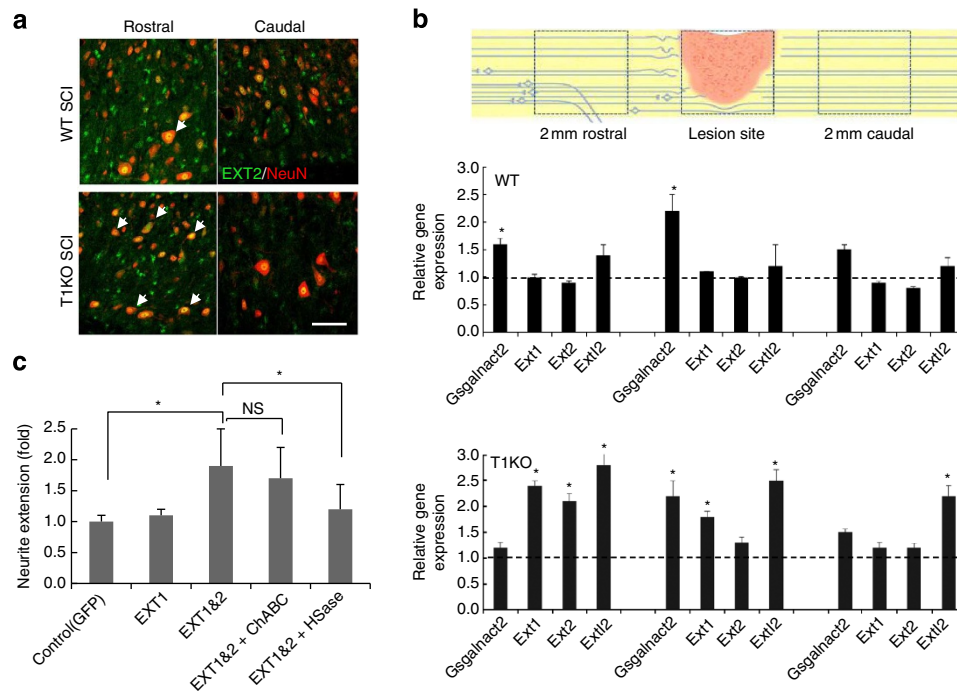 a
Rostral Caudal
WT SCI
EXT2/NeuN
T1KO SCI
b
2 mm rostral Lesion site 2 mm caudal
WT
Relative gene expression
3.0
2.5
2.0
1.5
1.0
0.5
0.0
* *
Gsgalnact2 Ext1 Ext2 Extl2 Gsgalnact2 Ext1 Ext2 Extl2 Gsgalnact2 Ext1 Ext2 Extl2
T1KO
Relative gene expression
3.0
2.5
2.0
1.5
1.0
0.5
0.0
* * * * * * *
Gsgalnact2 Ext1 Ext2 Extl2 Gsgalnact2 Ext1 Ext2 Extl2 Gsgalnact2 Ext1 Ext2 Extl2
c
* NS *
Neurite extension (fold)
2.5
2.0
1.5
1.0
0.5
0.0
Control(GFP) EXT1 EXT1&2 EXT1&2 + ChABC EXT1&2 + HSase